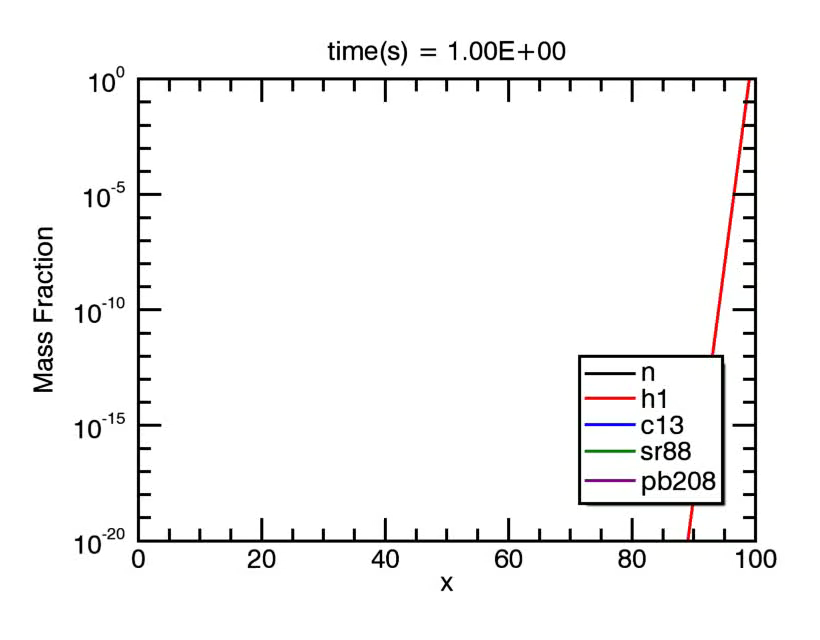 time(s) = 1.00E+00
10^0
10^-5
10^-10
10^-15
10^-20
Mass Fraction
n
h1
c13
sr88
pb208
0 20 40 60 80 100
x